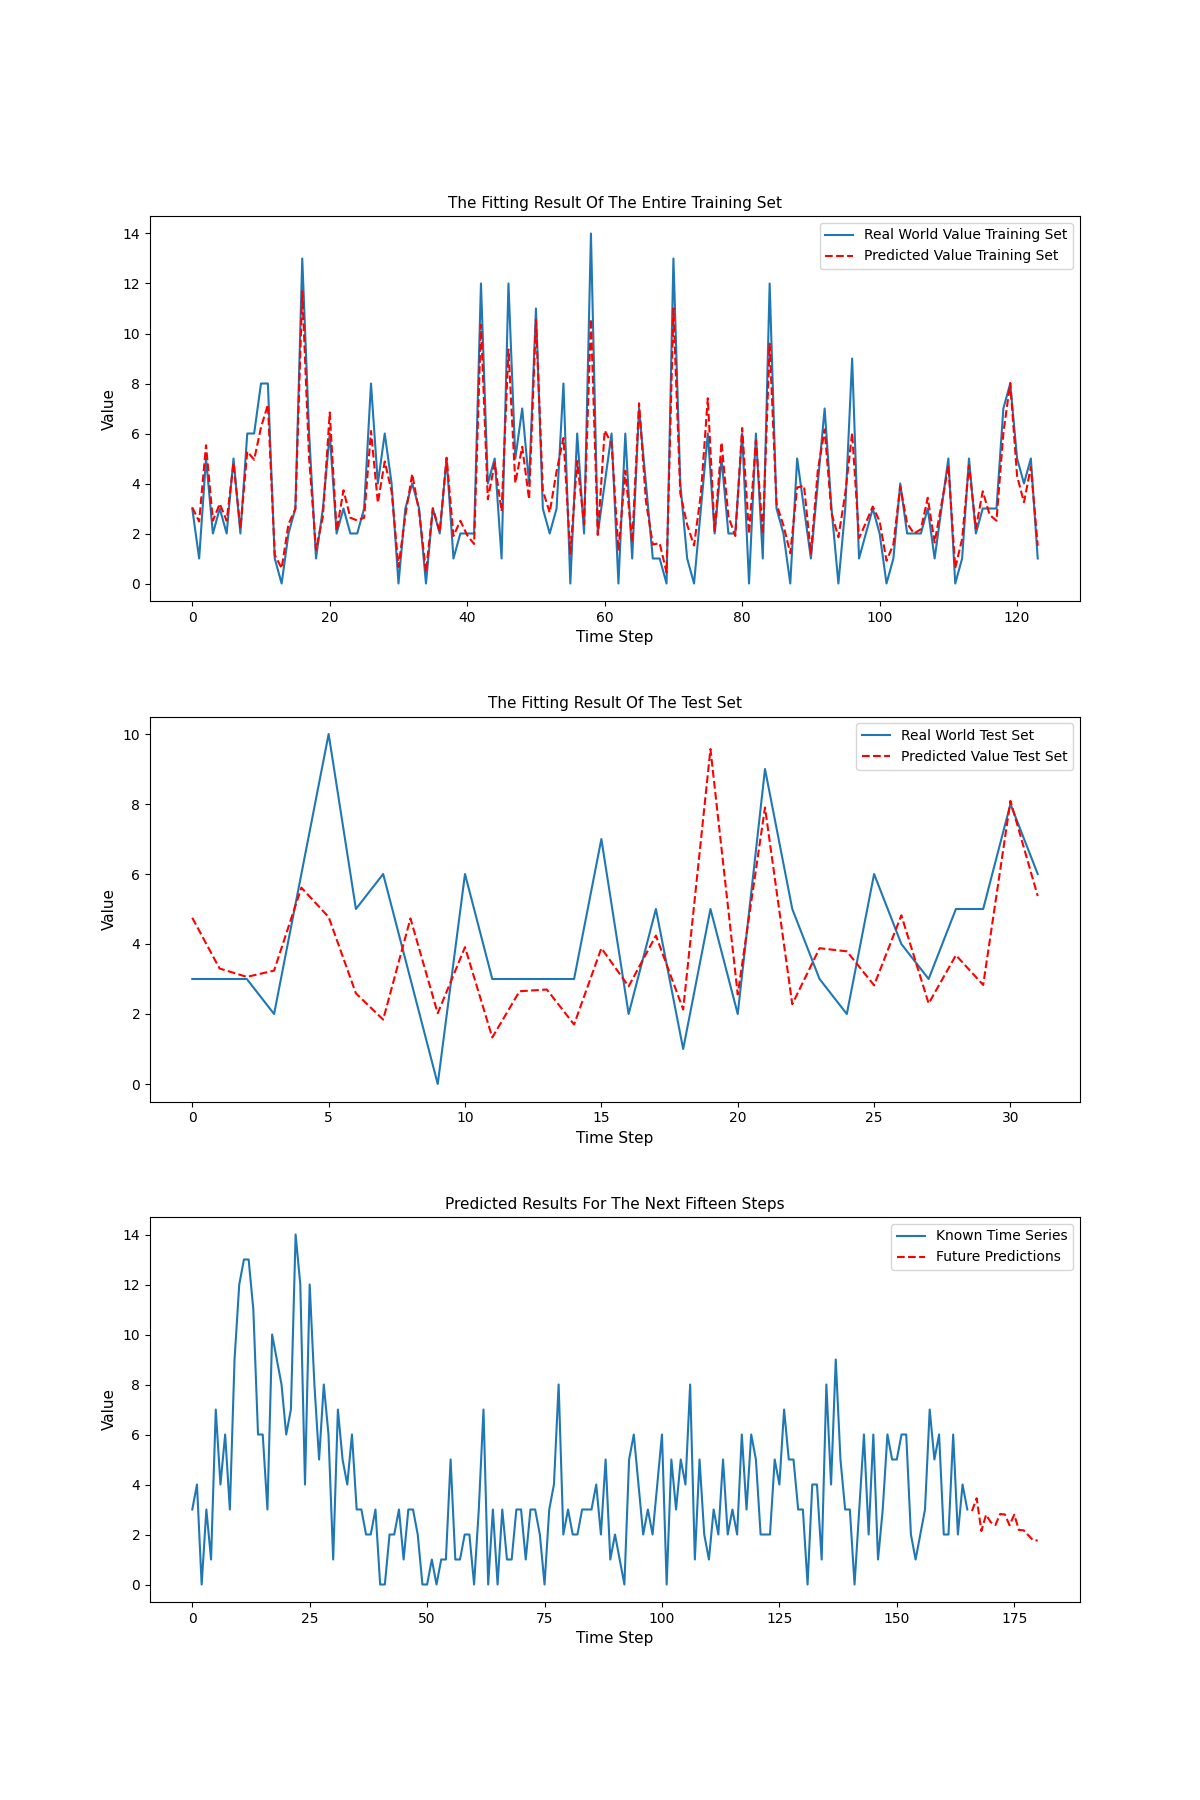 The Fitting Result Of The Entire Training Set
14
12
10
8
6
4
2
0
Value
Real World Value Training Set
Predicted Value Training Set
0 20 40 60 80 100 120
Time Step
The Fitting Result Of The Test Set
10
8
6
4
2
0
Value
Real World Test Set
Predicted Value Test Set
0 5 10 15 20 25 30
Time Step
Predicted Results For The Next Fifteen Steps
14
12
10
8
6
4
2
0
Value
Known Time Series
Future Predictions
0 25 50 75 100 125 150 175
Time Step